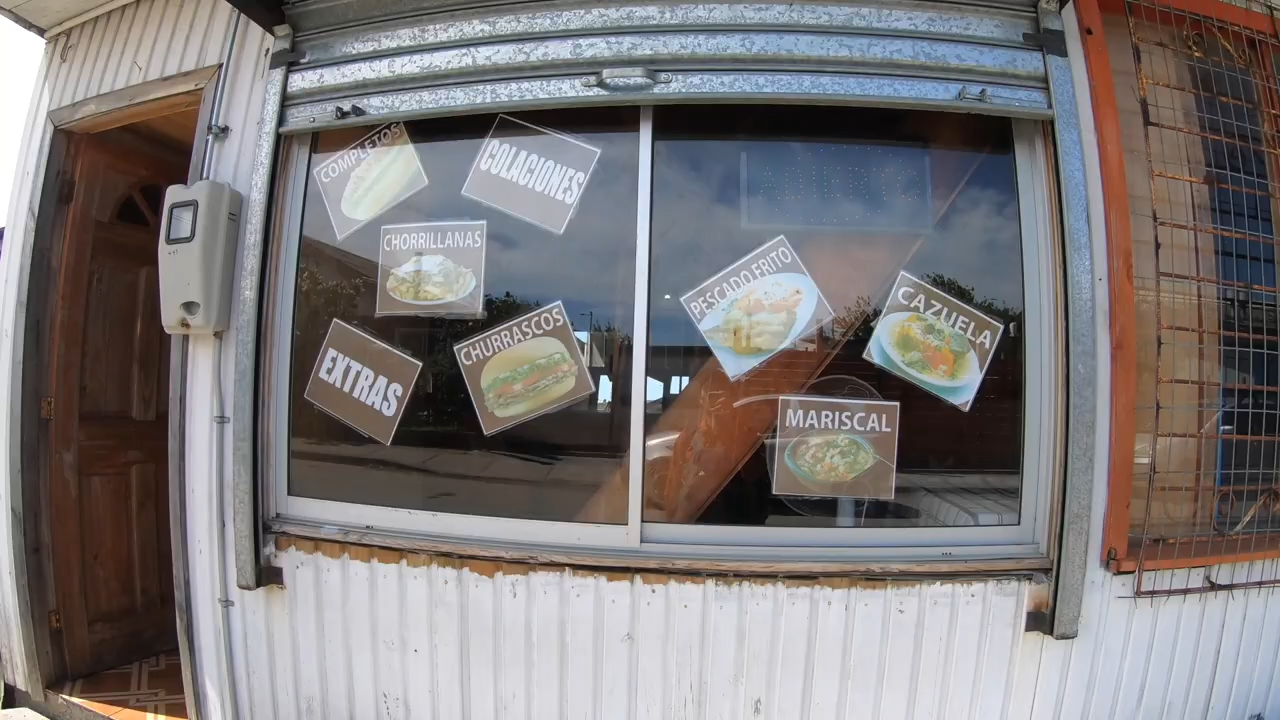 COMPLETOS
COLACIONES
CHORRILLANAS
CHURRASCOS
EXTRAS
PESCADO FRITO
CAZUELA
MARISCAL